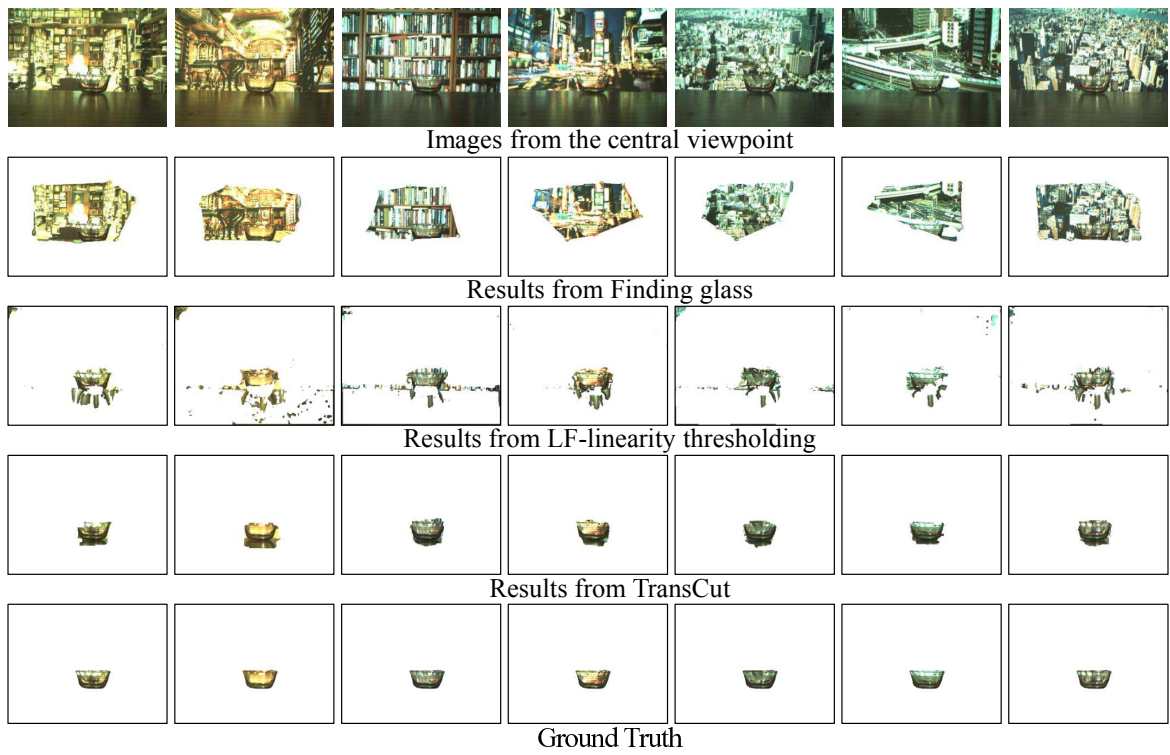 Images from the central viewpoint
Results from Finding glass
Results from LF-linearity thresholding
Results from TransCut
Ground Truth